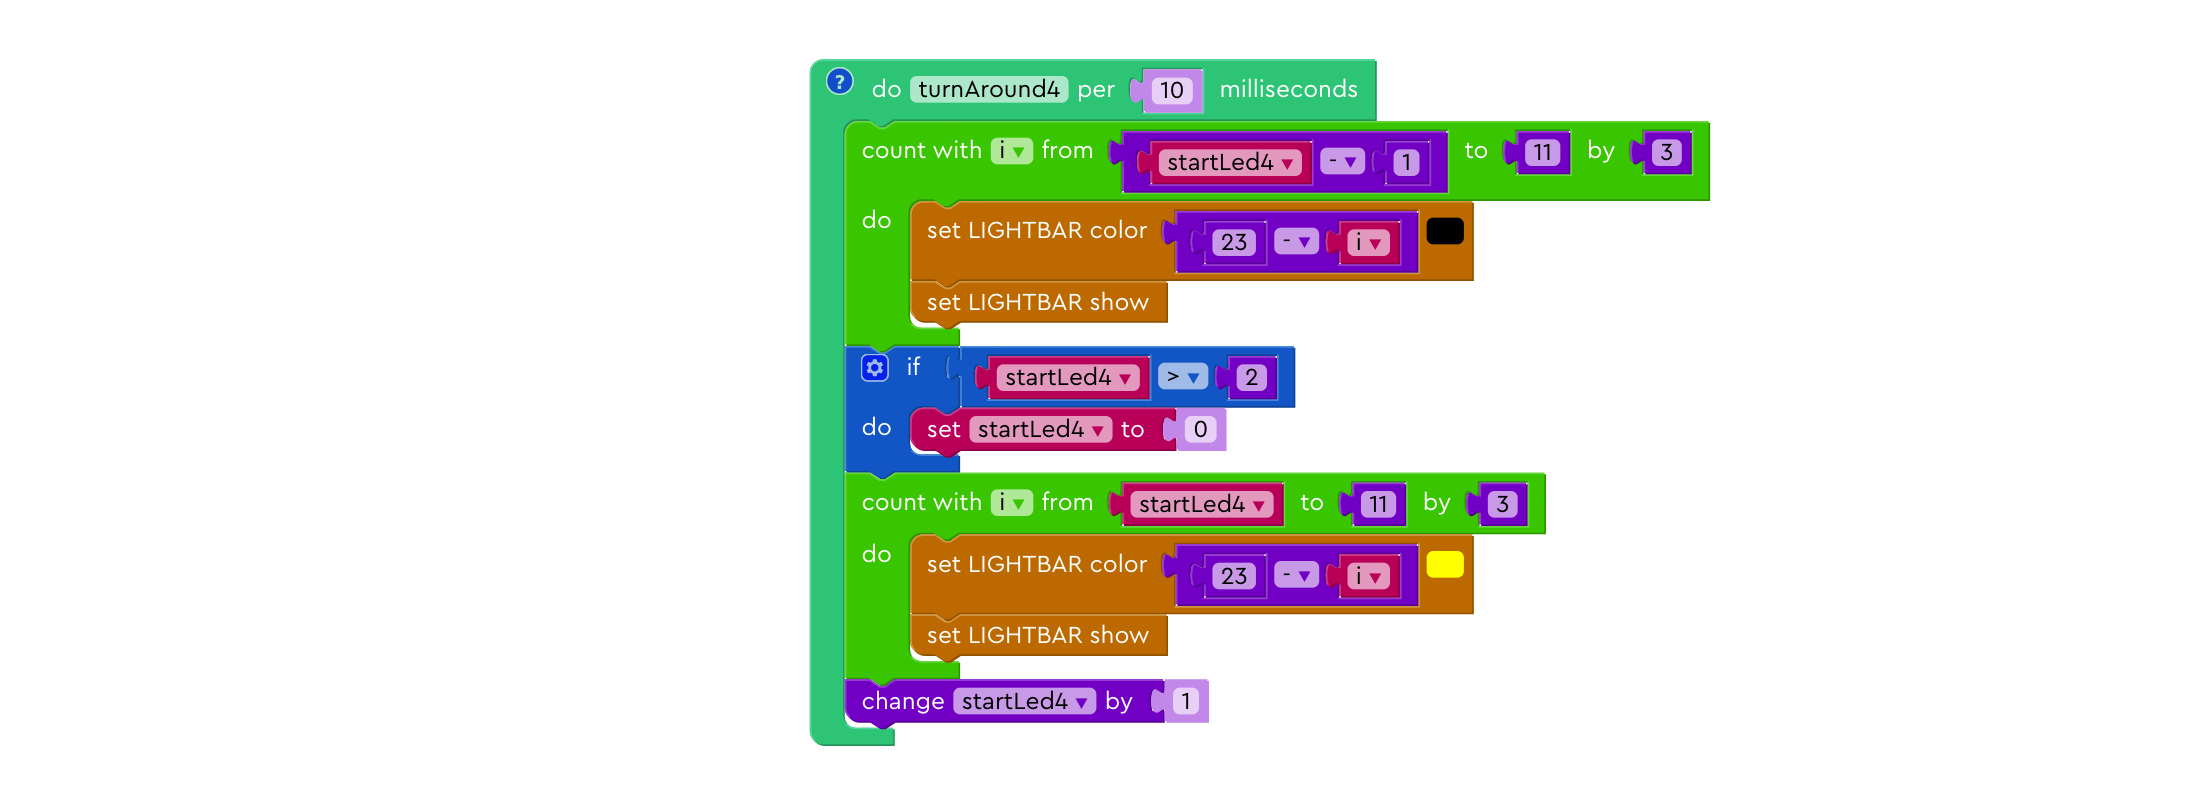 ? do turnAround4 per 10 milliseconds
count with i ▾ from startLed4 ▾ - ▾ 1 to 11 by 3
do set LIGHTBAR color 23 - ▾ i ▾
set LIGHTBAR show
if startLed4 ▾ > ▾ 2
do set startLed4 ▾ to 0
count with i ▾ from startLed4 ▾ to 11 by 3
do set LIGHTBAR color 23 - ▾ i ▾
set LIGHTBAR show
change startLed4 ▾ by 1